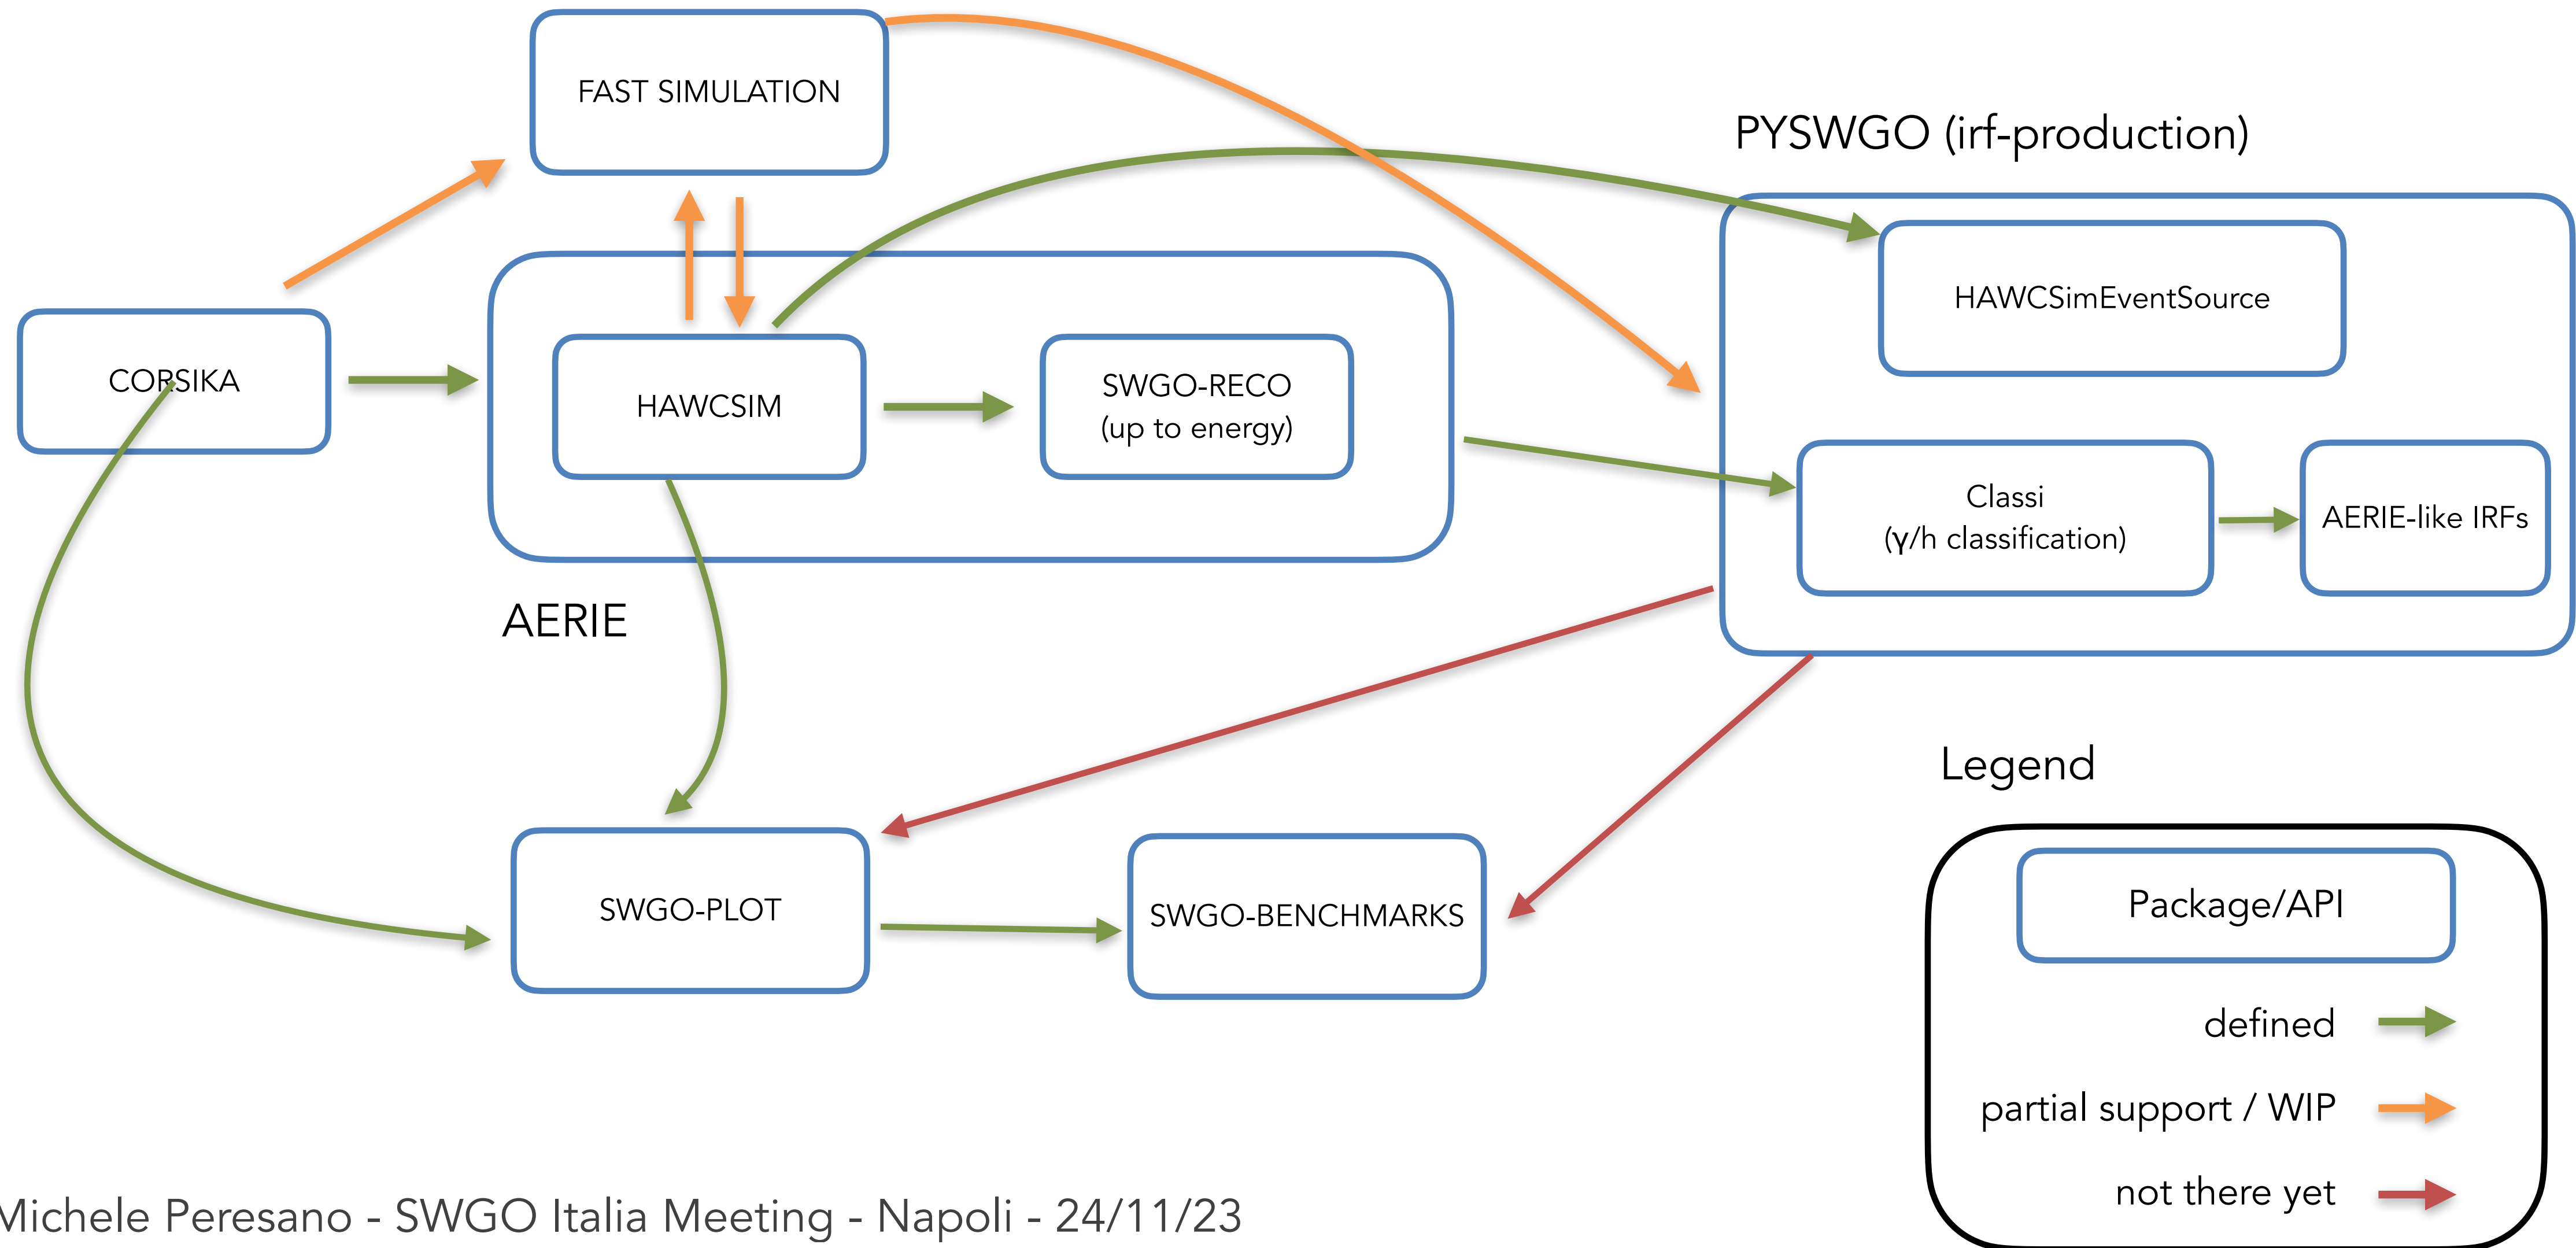 FAST SIMULATION
PYSWGO (irf-production)
HAWCSimEventSource
CORSIKA
HAWCSIM
SWGO-RECO
(up to energy)
Classi
(γ/h classification)
AERIE-like IRFs
AERIE
SWGO-PLOT
SWGO-BENCHMARKS
Legend
Package/API
defined
partial support / WIP
not there yet
Michele Peresano - SWGO Italia Meeting - Napoli - 24/11/23